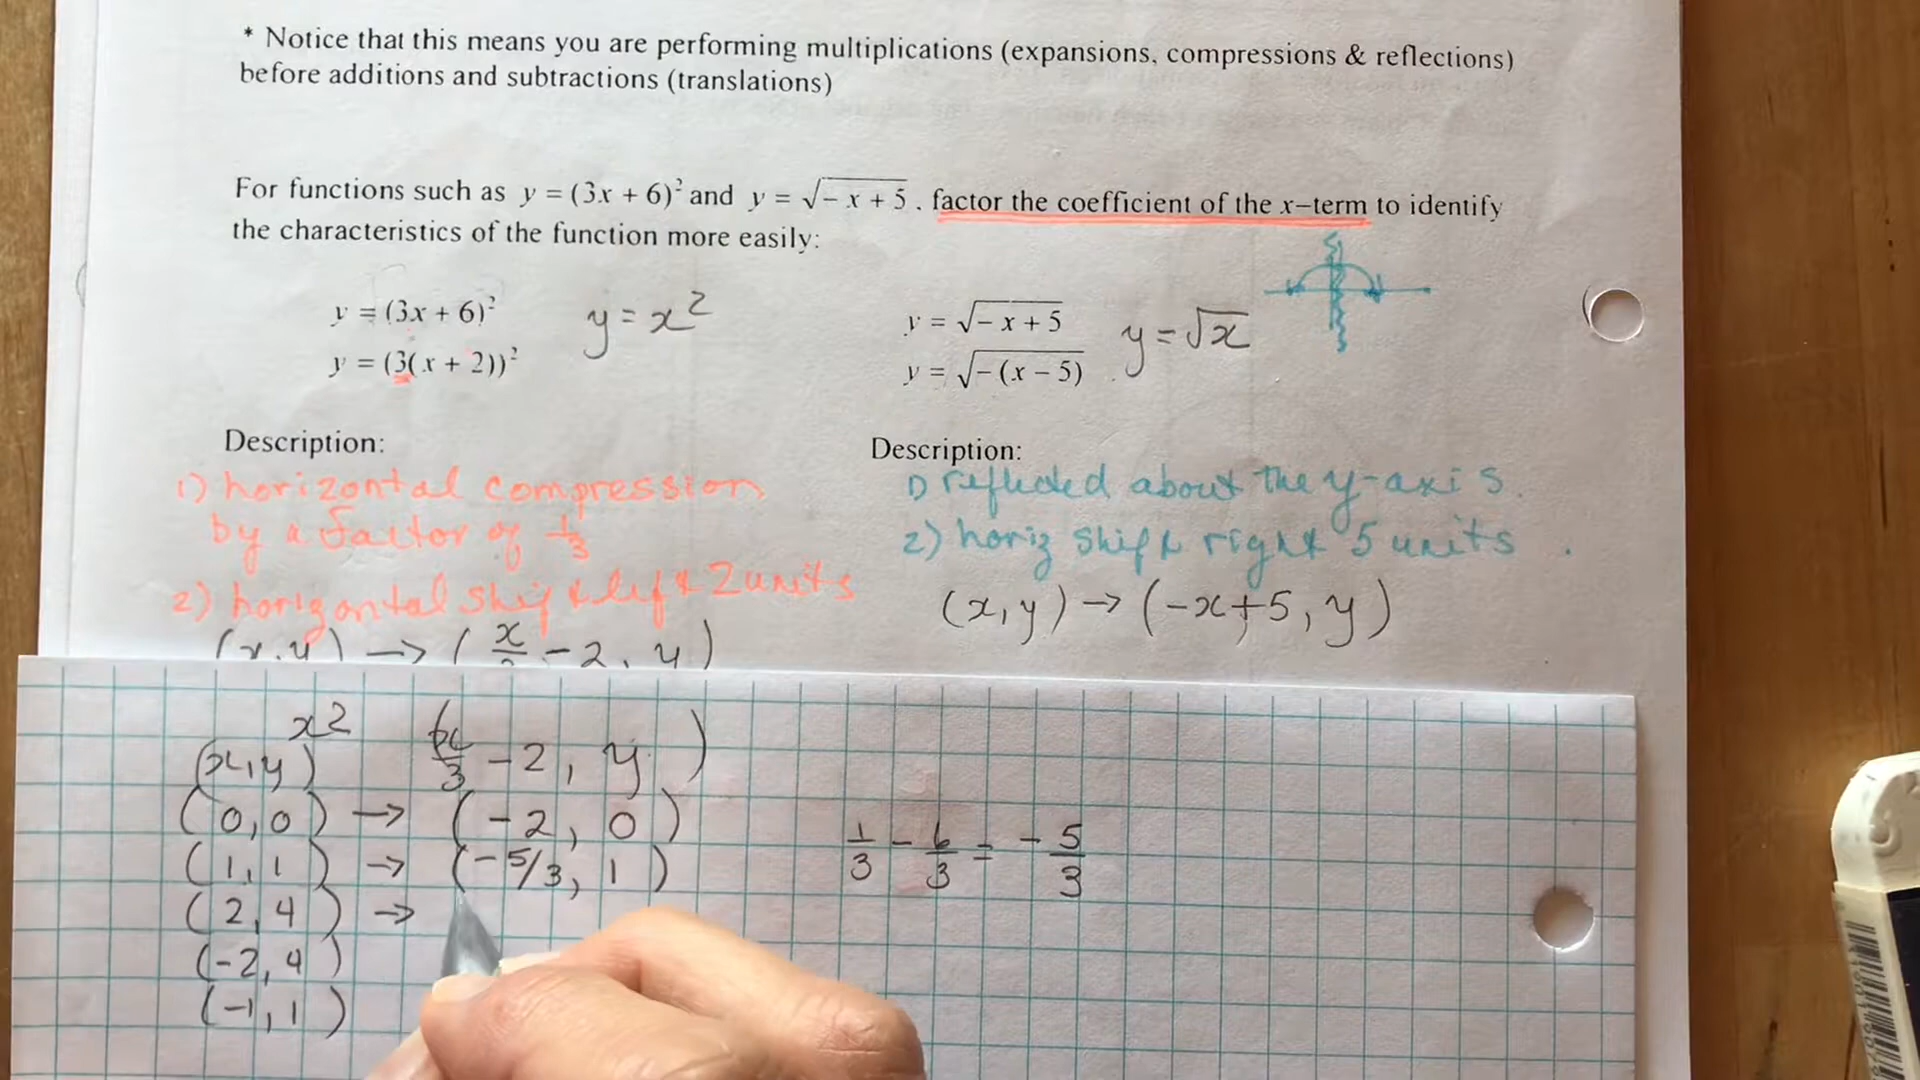 * Notice that this means you are performing multiplications (expansions, compressions & reflections)
before additions and subtractions (translations)
For functions such as y = (3x + 6)² and y = √(-x + 5) , factor the coefficient of the x-term to identify
the characteristics of the function more easily:
y = (3x + 6)²
y = (3(x + 2))²
y = x²
Description:
1) horizontal compression
by a factor of 1/3
2) horizontal shift left 2 units
(x,y) → (x/3 - 2, y)
y = √(-x + 5)
y = √(-(x - 5))
y = √x
Description:
1) reflected about the y-axis.
2) horiz shift right 5 units.
(x,y) → (-x+5, y)
x²
(x,y) (x/3 - 2, y)
(0,0) → (-2, 0)
(1,1) → (-5/3, 1)
(2,4) →
(-2,4)
(-1,1)
1/3 - 6/3 = -5/3